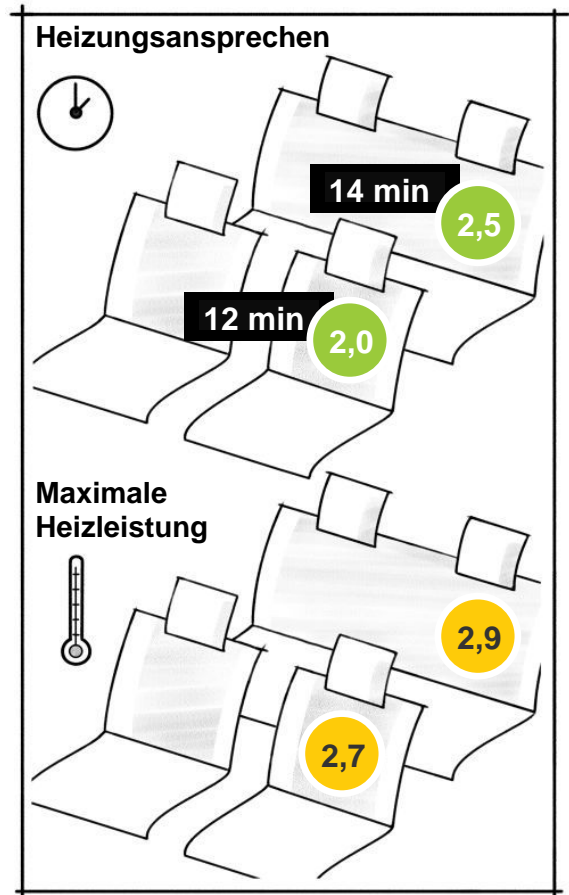 Heizungsansprechen
14 min
2,5
12 min
2,0
Maximale
Heizleistung
2,9
2,7